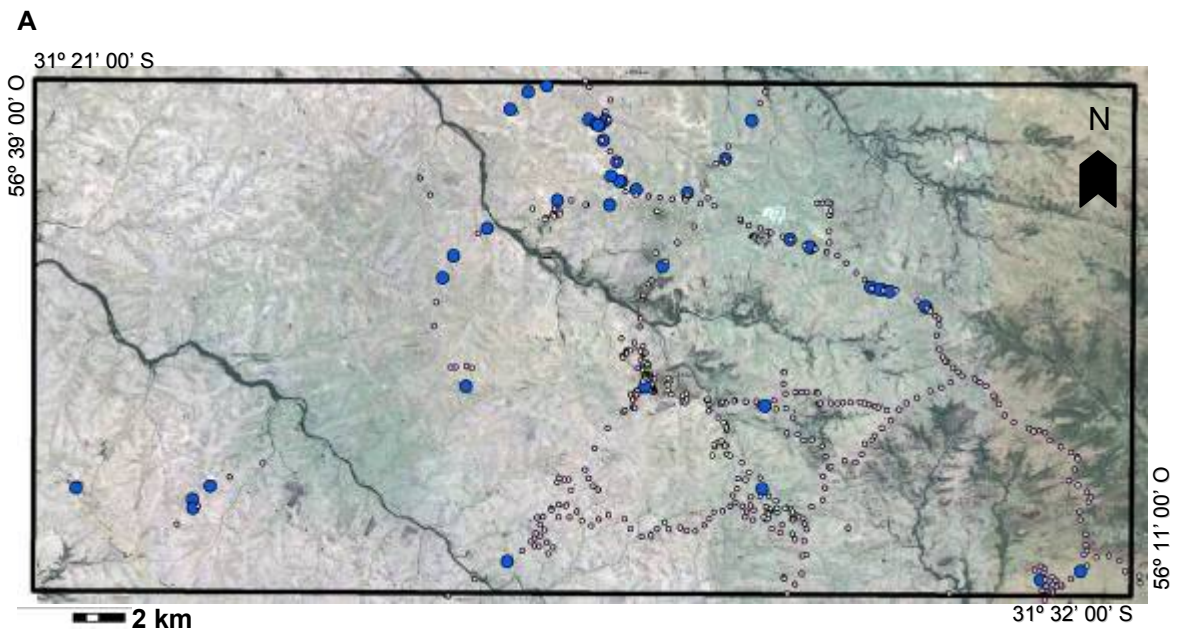 A
31º 21’ 00’ S
56º 39’ 00’ O
N
56º 11’ 00’ O
31º 32’ 00’ S
2 km